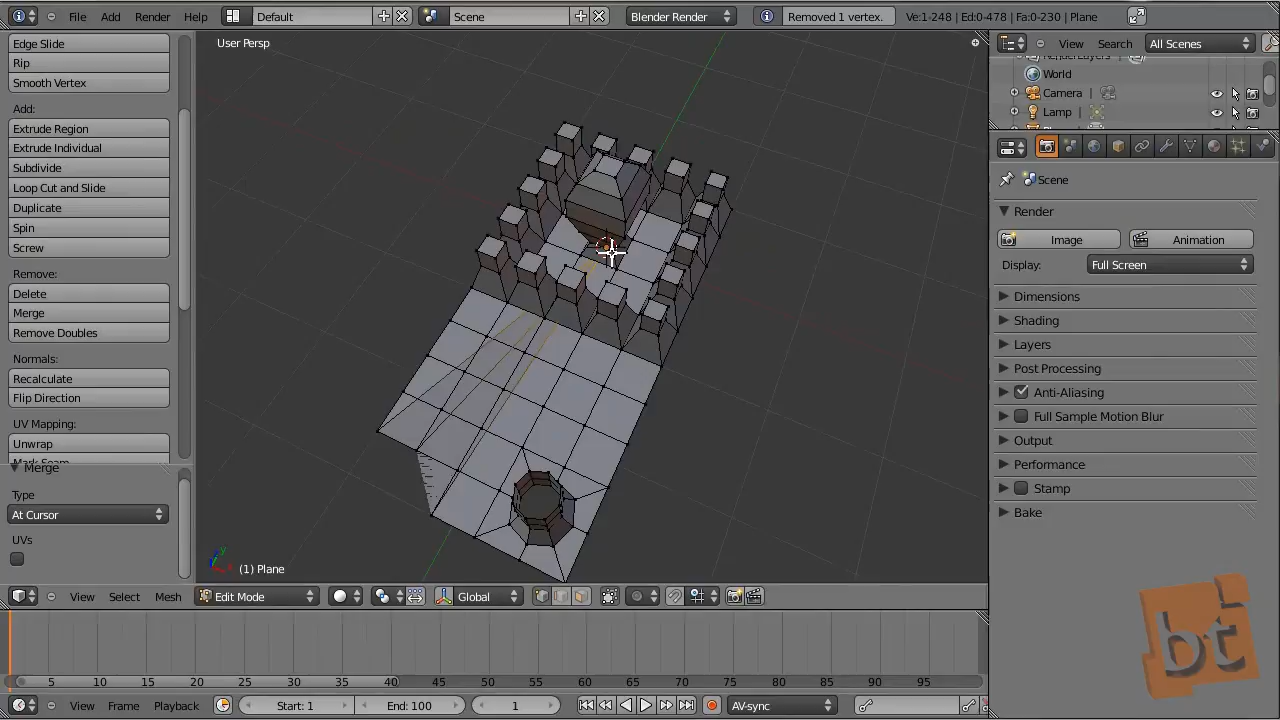 File Add Render Help Default Scene Blender Render Removed 1 vertex. Ve:1-248 | Ed:0-478 | Fa:0-230 | Plane
Edge Slide
Rip
Smooth Vertex
Add:
Extrude Region
Extrude Individual
Subdivide
Loop Cut and Slide
Duplicate
Spin
Screw
Remove:
Delete
Merge
Remove Doubles
Normals:
Recalculate
Flip Direction
UV Mapping:
Unwrap
Mark Seam
Merge
Type
At Cursor
UVs
User Persp
(1) Plane
View Select Mesh Edit Mode Global
View Search All Scenes
RenderLayers
World
Camera
Lamp
Scene
Render
Image Animation
Display: Full Screen
Dimensions
Shading
Layers
Post Processing
Anti-Aliasing
Full Sample Motion Blur
Output
Performance
Stamp
Bake
bt
5 10 15 20 25 30 35 40 45 50 55 60 65 70 75 80 85 90 95
View Frame Playback Start: 1 End: 100 1 AV-sync